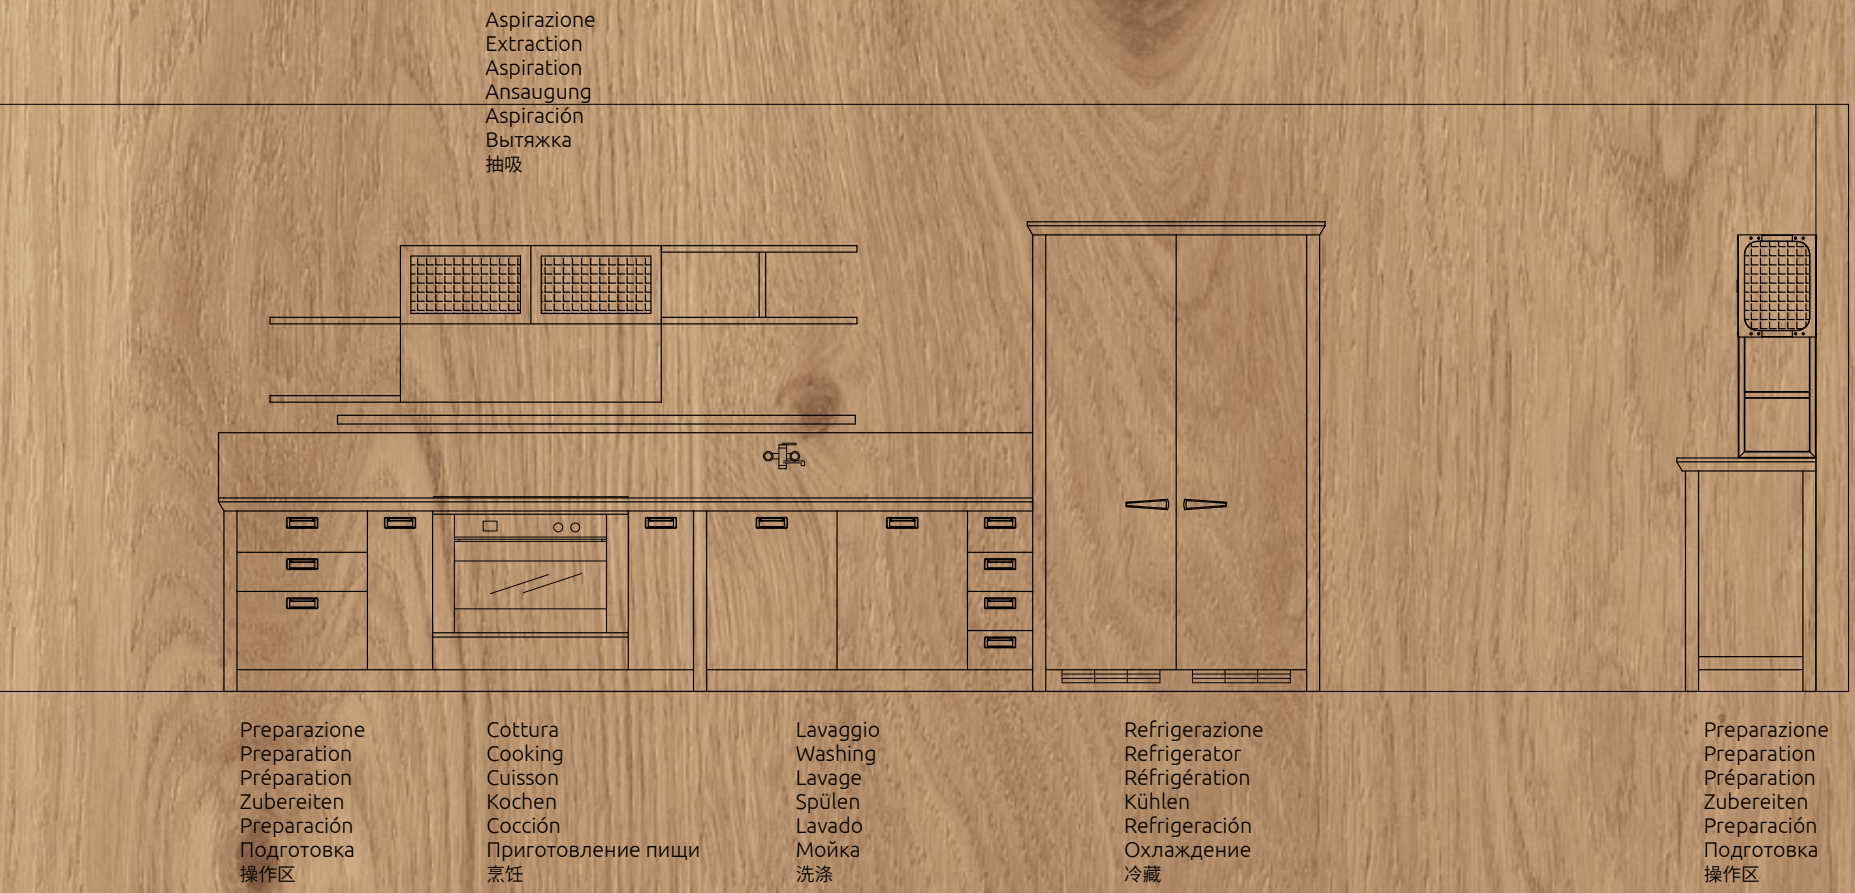 Aspirazione
Extraction
Aspiration
Ansaugung
Aspiración
Вытяжка
抽吸
Preparazione
Preparation
Préparation
Zubereiten
Preparación
Подготовка
操作区
Cottura
Cooking
Cuisson
Kochen
Cocción
Приготовление пищи
烹饪
Lavaggio
Washing
Lavage
Spülen
Lavado
Мойка
洗涤
Refrigerazione
Refrigerator
Réfrigération
Kühlen
Refrigeración
Охлаждение
冷藏
Preparazione
Preparation
Préparation
Zubereiten
Preparación
Подготовка
操作区